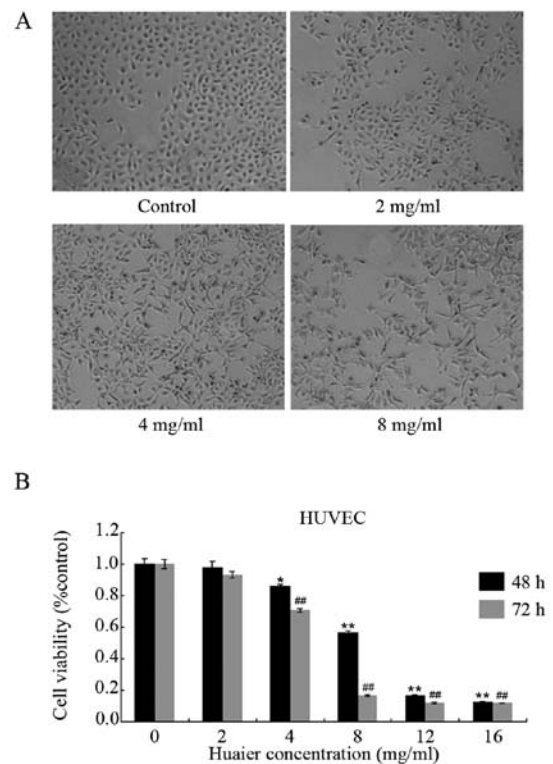 A
Control
2 mg/ml
4 mg/ml
8 mg/ml
B
HUVEC
Cell viability (%control)
1.2
1.0
0.8
0.6
0.4
0.2
0.0
*
##
**
##
**
##
**
##
48 h
72 h
0 2 4 8 12 16
Huaier concentration (mg/ml)